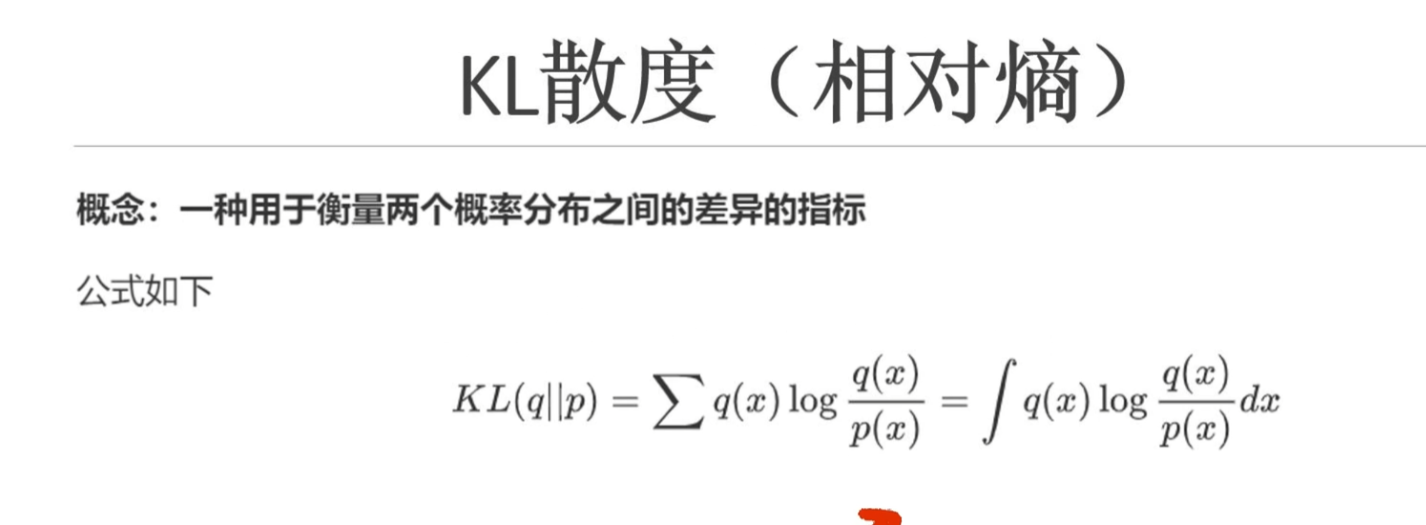 KL散度（相对熵）
概念：一种用于衡量两个概率分布之间的差异的指标
公式如下
$KL(q||p) = \sum q(x) \log \frac{q(x)}{p(x)} = \int q(x) \log \frac{q(x)}{p(x)} dx$